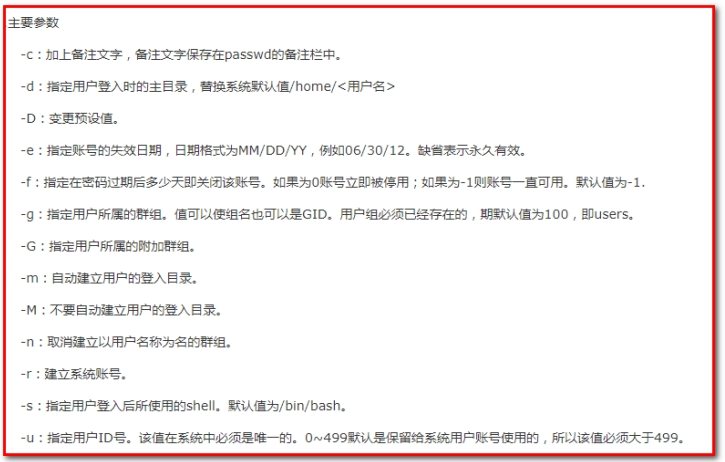 主要参数
-c：加上备注文字，备注文字保存在passwd的备注栏中。
-d：指定用户登入时的主目录，替换系统默认值/home/<用户名>
-D：变更预设值。
-e：指定账号的失效日期，日期格式为MM/DD/YY，例如06/30/12。缺省表示永久有效。
-f：指定在密码过期后多少天即关闭该账号。如果为0账号立即被停用；如果为-1则账号一直可用。默认值为-1.
-g：指定用户所属的群组。值可以使组名也可以是GID。用户组必须已经存在的，期默认值为100，即users。
-G：指定用户所属的附加群组。
-m：自动建立用户的登入目录。
-M：不要自动建立用户的登入目录。
-n：取消建立以用户名称为名的群组。
-r：建立系统账号。
-s：指定用户登入后所使用的shell。默认值为/bin/bash。
-u：指定用户ID号。该值在系统中必须是唯一的。0~499默认是保留给系统用户账号使用的，所以该值必须大于499。